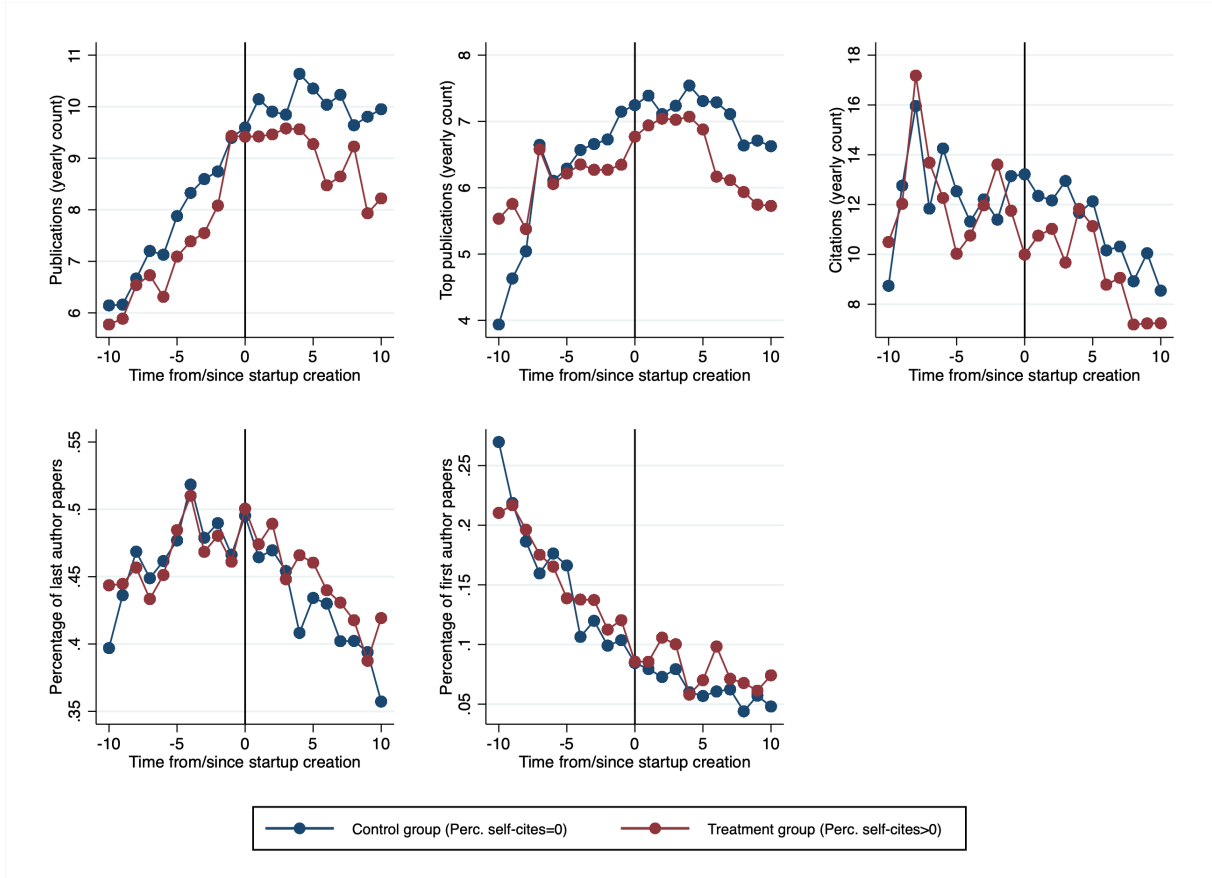 Publications (yearly count)
11
10
9
8
7
6
-10 -5 0 5 10
Time from/since startup creation
Top publications (yearly count)
8
7
6
5
4
-10 -5 0 5 10
Time from/since startup creation
Citations (yearly count)
18
16
14
12
10
8
-10 -5 0 5 10
Time from/since startup creation
Percentage of last author papers
.55
.5
.45
.4
.35
-10 -5 0 5 10
Time from/since startup creation
Percentage of first author papers
.25
.2
.15
.1
.05
-10 -5 0 5 10
Time from/since startup creation
Control group (Perc. self-cites=0) Treatment group (Perc. self-cites>0)